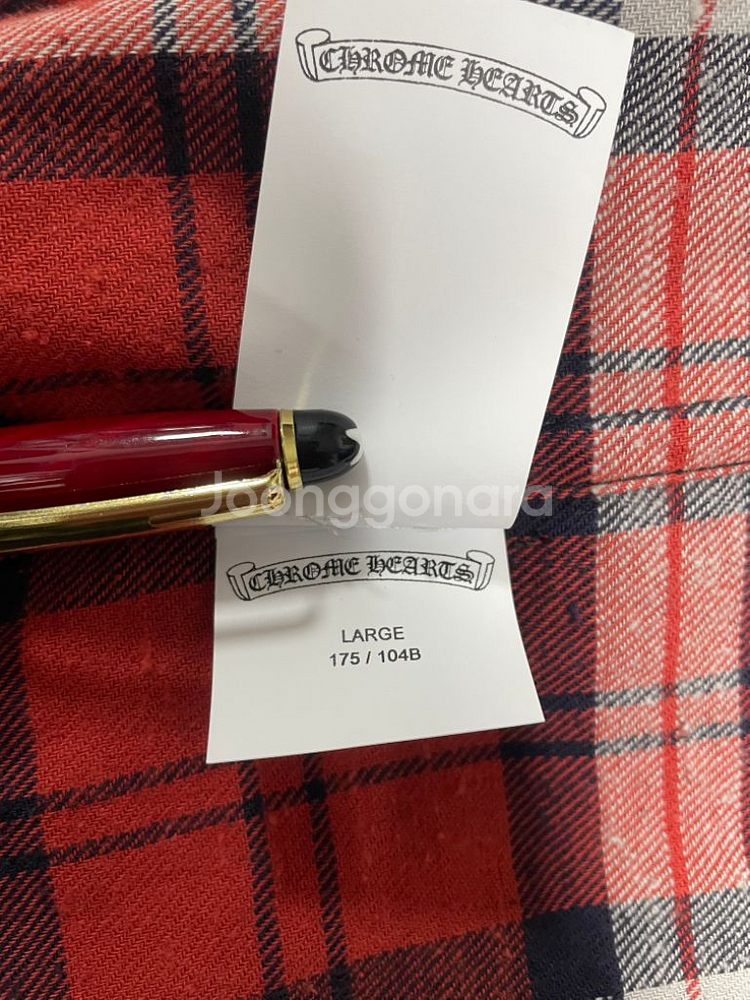 CHROME HEARTS
Joonggonara
CHROME HEARTS
LARGE
175 / 104B